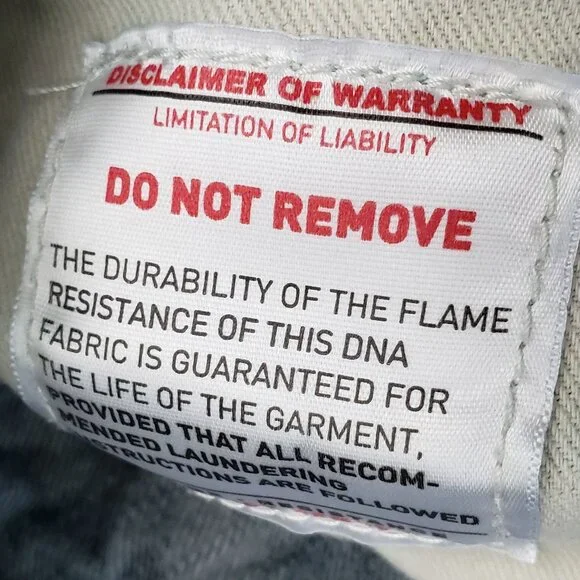 DISCLAIMER OF WARRANTY
LIMITATION OF LIABILITY
DO NOT REMOVE
THE DURABILITY OF THE FLAME
RESISTANCE OF THIS DNA
FABRIC IS GUARANTEED FOR
THE LIFE OF THE GARMENT,
PROVIDED THAT ALL RECOM-
MENDED LAUNDERING
INSTRUCTIONS ARE FOLLOWED
RESISTANCE